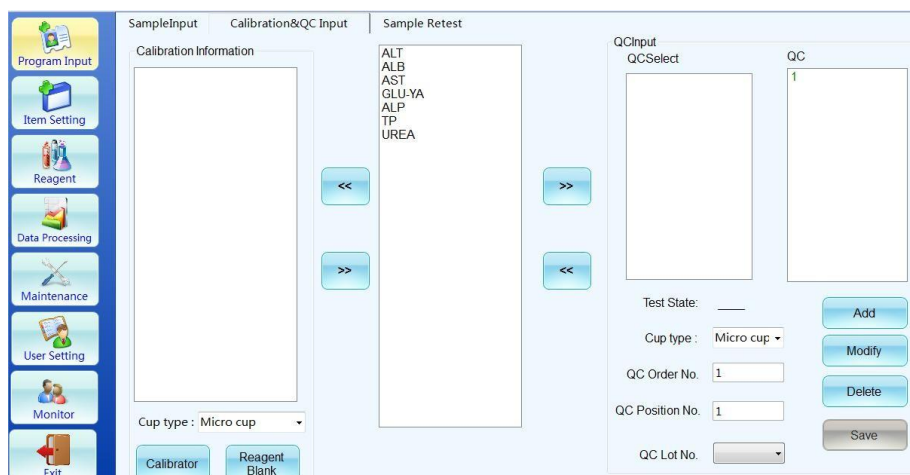 SampleInput
Calibration&QC Input
Sample Retest
Program Input
Item Setting
Reagent
Data Processing
Maintenance
User Setting
Monitor
Exit
Calibration Information
Cup type : Micro cup
Calibrator
Reagent
Blank
<<
>>
ALT
ALB
AST
GLU-YA
ALP
TP
UREA
>>
<<
QCInput
QCSelect
QC
1
Test State:
Cup type : Micro cup
QC Order No. 1
QC Position No. 1
QC Lot No.
Add
Modify
Delete
Save